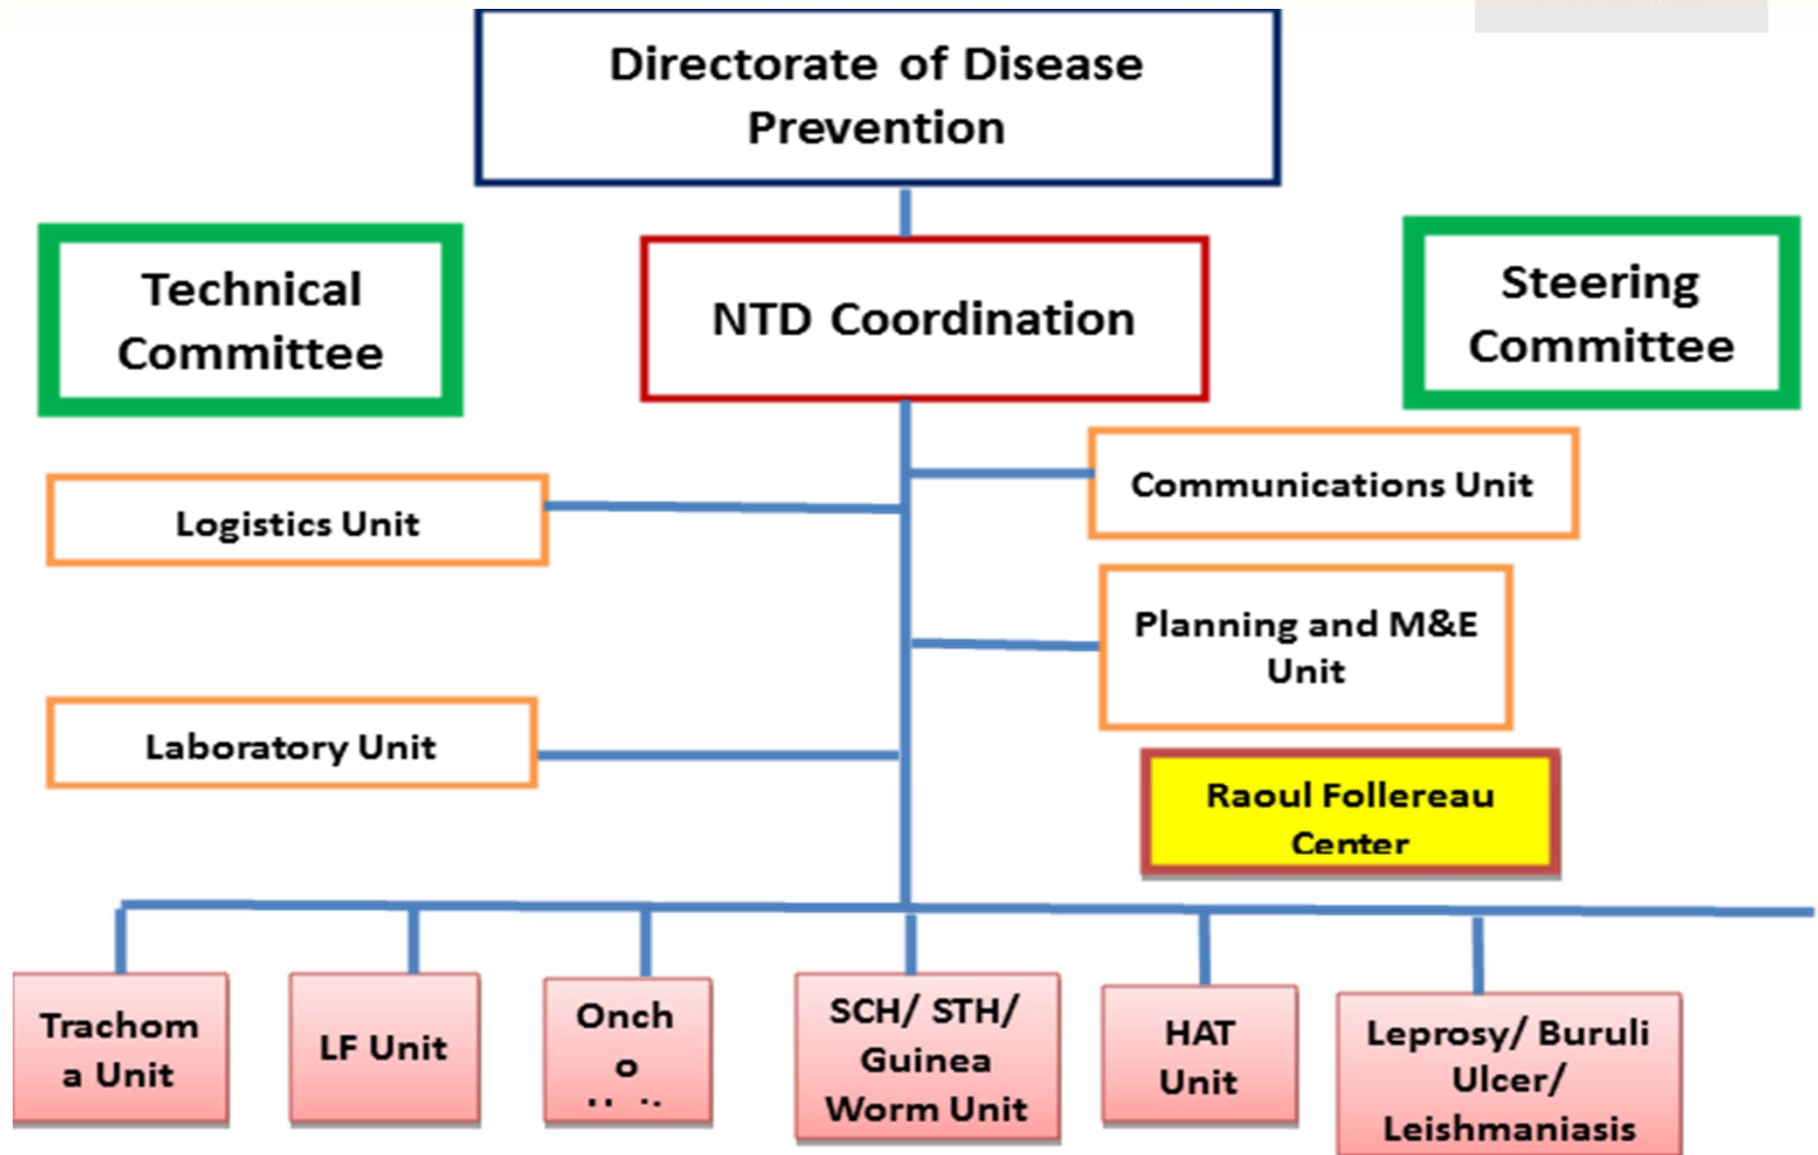 Directorate of Disease
Prevention
Technical
Committee
NTD Coordination
Steering
Committee
Communications Unit
Logistics Unit
Planning and M&E
Unit
Laboratory Unit
Raoul Follereau
Center
Trachom
a Unit
LF Unit
Onch
o
SCH/ STH/
Guinea
Worm Unit
HAT
Unit
Leprosy/ Buruli
Ulcer/
Leishmaniasis